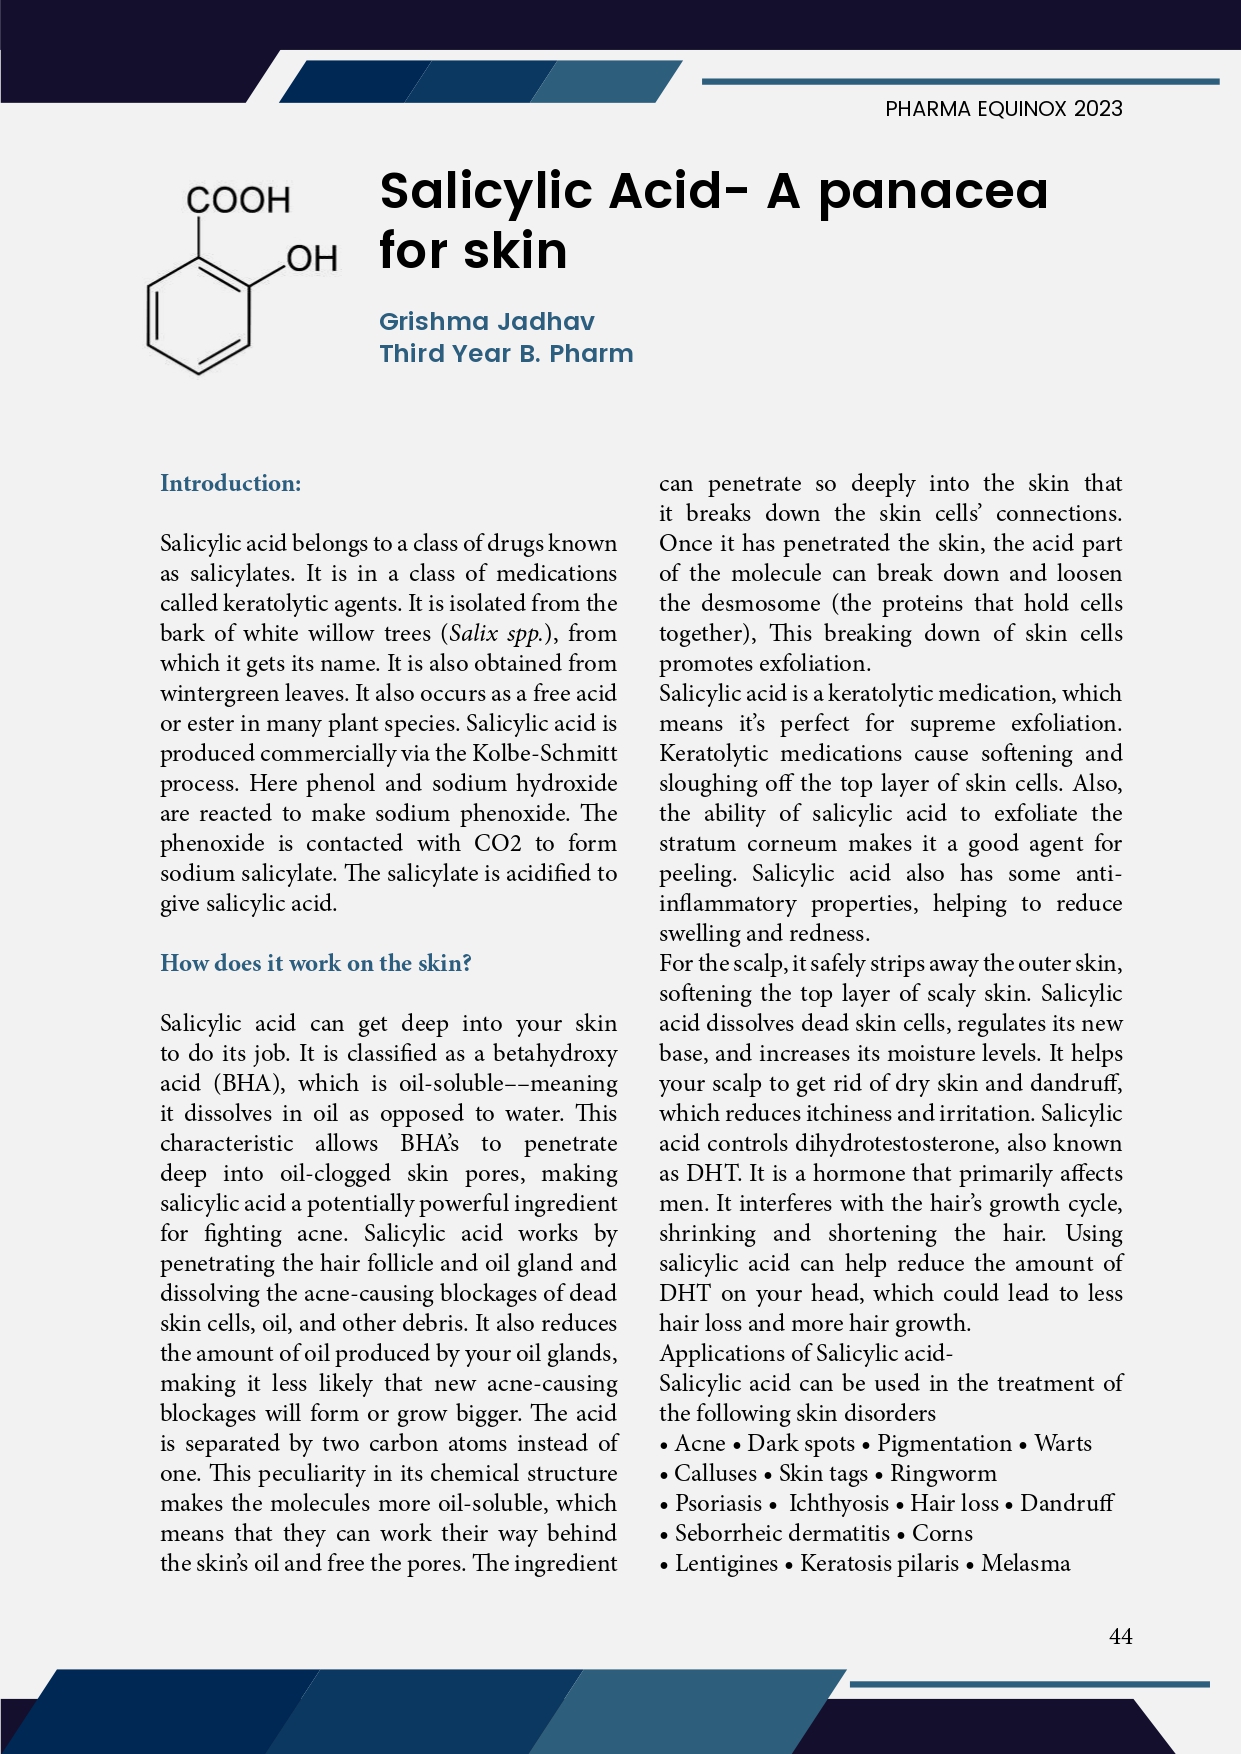 PHARMA EQUINOX 2023
COOH
OH
Salicylic Acid- A panacea
for skin
Grishma Jadhav
Third Year B. Pharm
Introduction:
Salicylic acid belongs to a class of drugs known
as salicylates. It is in a class of medications
called keratolytic agents. It is isolated from the
bark of white willow trees (Salix spp.), from
which it gets its name. It is also obtained from
wintergreen leaves. It also occurs as a free acid
or ester in many plant species. Salicylic acid is
produced commercially via the Kolbe-Schmitt
process. Here phenol and sodium hydroxide
are reacted to make sodium phenoxide. The
phenoxide is contacted with CO2 to form
sodium salicylate. The salicylate is acidified to
give salicylic acid.
How does it work on the skin?
Salicylic acid can get deep into your skin
to do its job. It is classified as a betahydroxy
acid (BHA), which is oil-soluble––meaning
it dissolves in oil as opposed to water. This
characteristic allows BHA’s to penetrate
deep into oil-clogged skin pores, making
salicylic acid a potentially powerful ingredient
for fighting acne. Salicylic acid works by
penetrating the hair follicle and oil gland and
dissolving the acne-causing blockages of dead
skin cells, oil, and other debris. It also reduces
the amount of oil produced by your oil glands,
making it less likely that new acne-causing
blockages will form or grow bigger. The acid
is separated by two carbon atoms instead of
one. This peculiarity in its chemical structure
makes the molecules more oil-soluble, which
means that they can work their way behind
the skin’s oil and free the pores. The ingredient
can penetrate so deeply into the skin that
it breaks down the skin cells’ connections.
Once it has penetrated the skin, the acid part
of the molecule can break down and loosen
the desmosome (the proteins that hold cells
together), This breaking down of skin cells
promotes exfoliation.
Salicylic acid is a keratolytic medication, which
means it’s perfect for supreme exfoliation.
Keratolytic medications cause softening and
sloughing off the top layer of skin cells. Also,
the ability of salicylic acid to exfoliate the
stratum corneum makes it a good agent for
peeling. Salicylic acid also has some anti-
inflammatory properties, helping to reduce
swelling and redness.
For the scalp, it safely strips away the outer skin,
softening the top layer of scaly skin. Salicylic
acid dissolves dead skin cells, regulates its new
base, and increases its moisture levels. It helps
your scalp to get rid of dry skin and dandruff,
which reduces itchiness and irritation. Salicylic
acid controls dihydrotestosterone, also known
as DHT. It is a hormone that primarily affects
men. It interferes with the hair’s growth cycle,
shrinking and shortening the hair. Using
salicylic acid can help reduce the amount of
DHT on your head, which could lead to less
hair loss and more hair growth.
Applications of Salicylic acid-
Salicylic acid can be used in the treatment of
the following skin disorders
• Acne • Dark spots • Pigmentation • Warts
• Calluses • Skin tags • Ringworm
• Psoriasis • Ichthyosis • Hair loss • Dandruff
• Seborrheic dermatitis • Corns
• Lentigines • Keratosis pilaris • Melasma
44